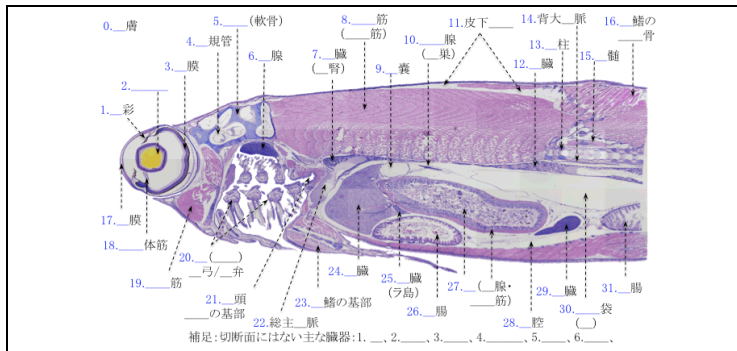 0.__膚
5.____(軟骨)
4.__規管
3.__膜
2.______
1.__彩
6.__腺
7.__臓
(__腎)
8.____筋
(____筋)
9.__嚢
10.____腺
(__巣)
11.皮下____
12.__臓
13.__柱
14.背大__脈
15.__髄
16.__鰭の
____骨
17.__膜
18.____体筋
19.____筋
20.__ (____)
__弓/__弁
21.__頭
____の基部
22.総主__脈
23.__鰭の基部
24.__臓
25.__臓
(ラ島)
26.__腸
27.__ (__腺・
____筋)
28.__腔
29.__臓
30.____袋
(__)
31.__腸
補足:切断面にはない主な臓器:1. __、2.____、3.____、4.______、5.____、6.____、